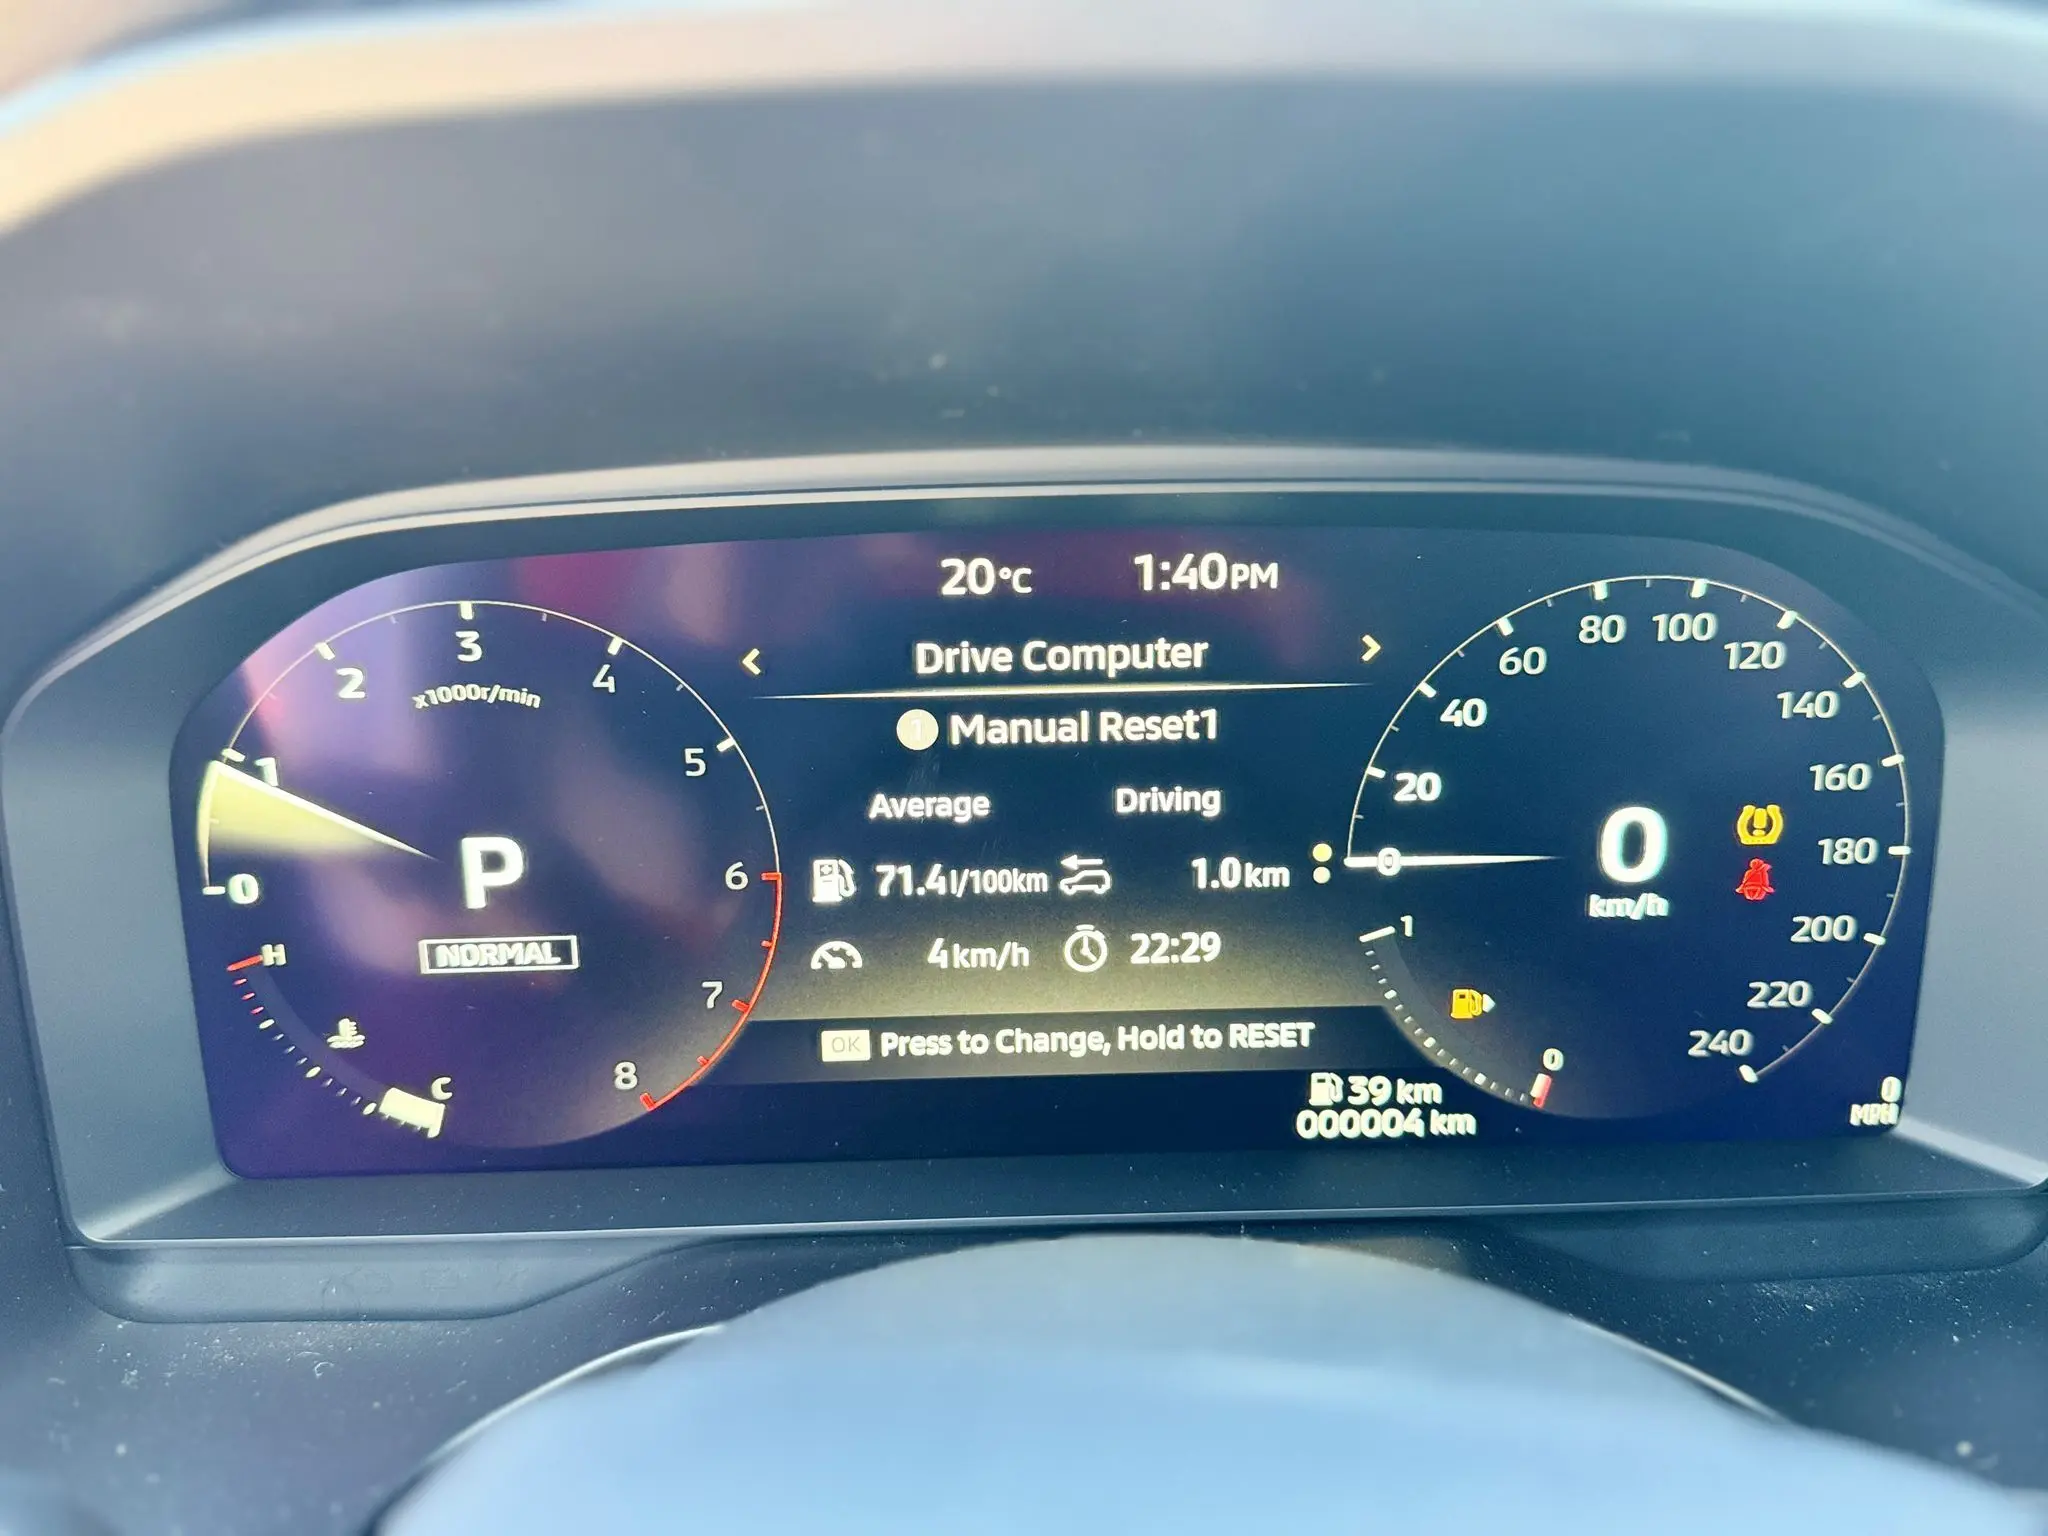 20°C 1:40PM
Drive Computer
1 Manual Reset1
Average Driving
71.4l/100km 1.0km
4km/h 22:29
OK Press to Change, Hold to RESET
39 km
000004 km
0 1 2 3 4 5 6 7 8
x1000r/min
P
NORMAL
H
C
0 20 40 60 80 100 120 140 160 180 200 220 240
0
km/h
1
0
0
MPH